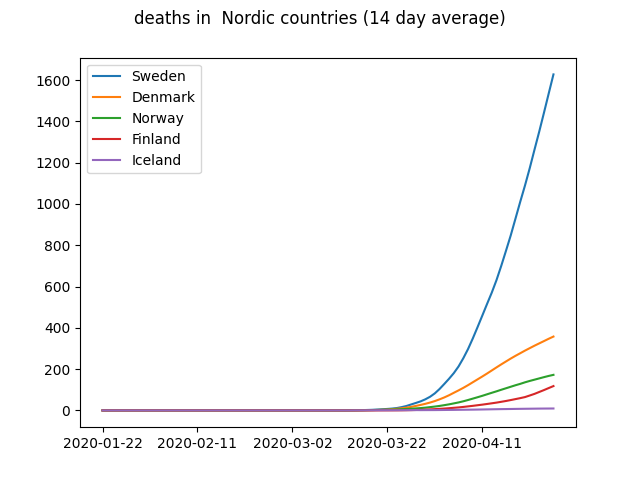 deaths in  Nordic countries (14 day average)
Sweden
Denmark
Norway
Finland
Iceland
1600
1400
1200
1000
800
600
400
200
0
2020-01-22 2020-02-11 2020-03-02 2020-03-22 2020-04-11